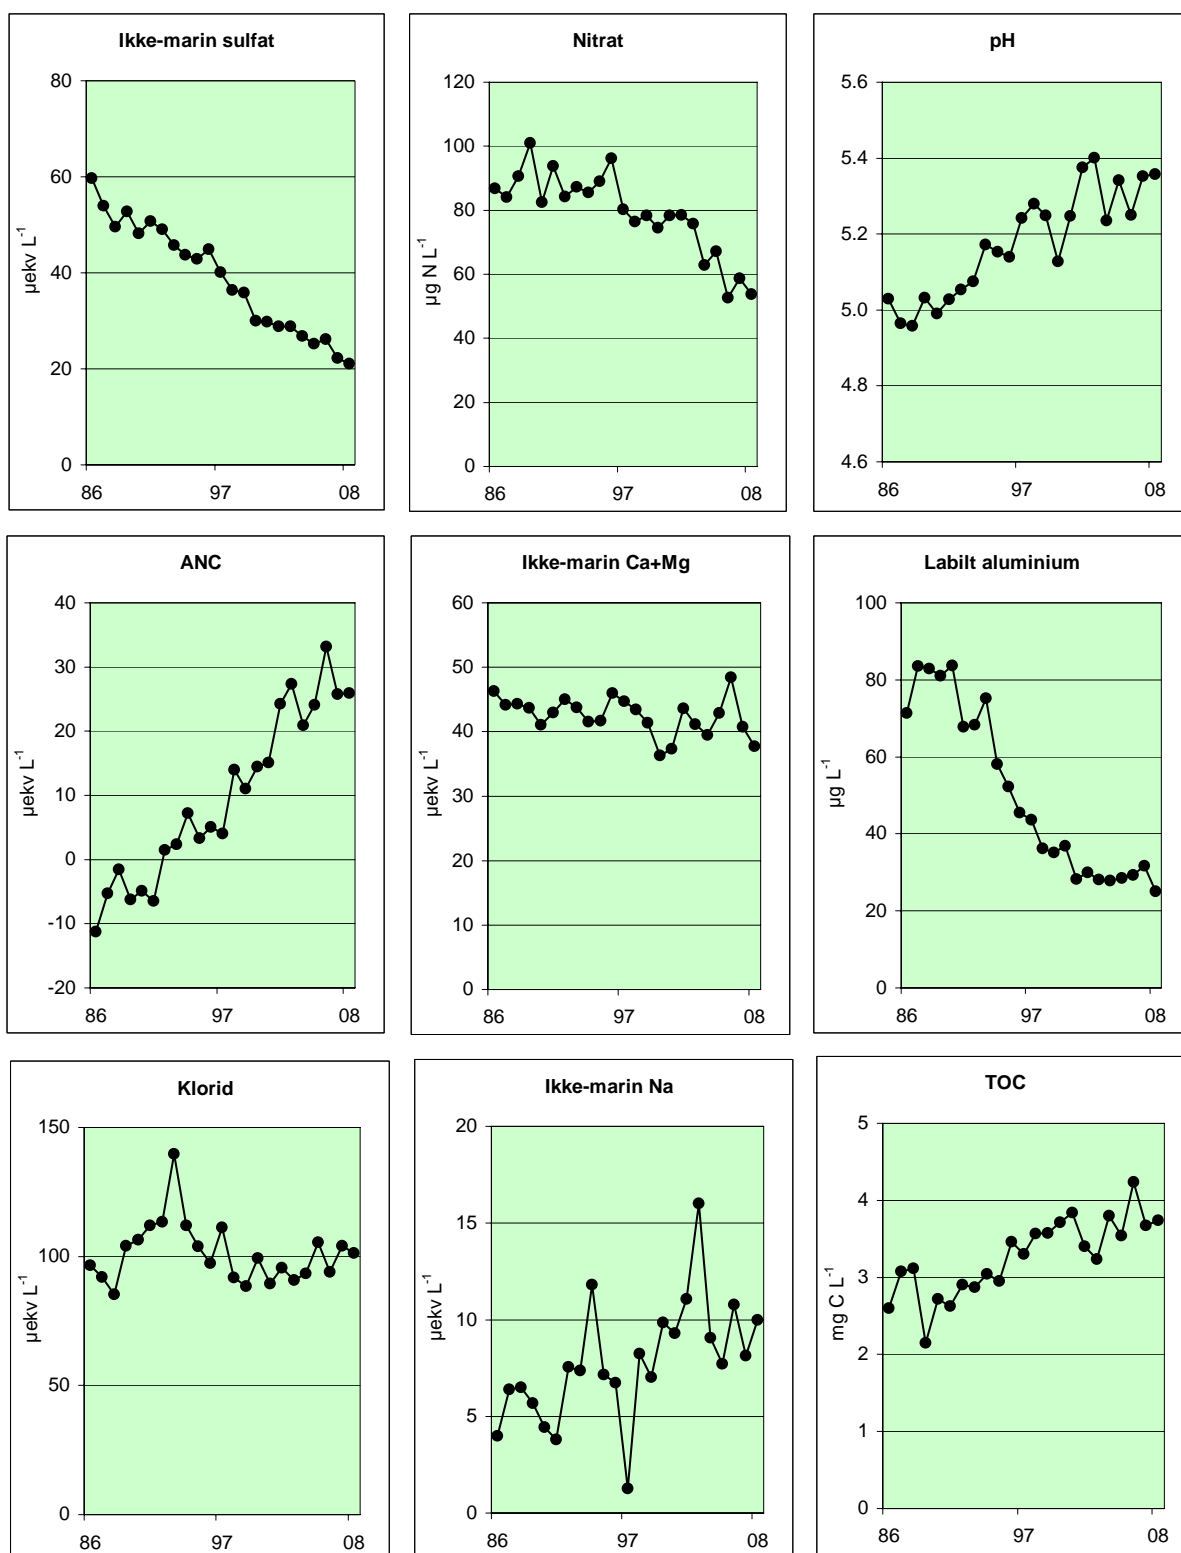 Ikke-marin sulfat
80
60
40
20
0
µekv L⁻¹
86 97 08
Nitrat
120
100
80
60
40
20
0
µg N L⁻¹
86 97 08
pH
5.6
5.4
5.2
5.0
4.8
4.6
86 97 08
ANC
40
30
20
10
0
-10
-20
µekv L⁻¹
86 97 08
Ikke-marin Ca+Mg
60
50
40
30
20
10
0
µekv L⁻¹
86 97 08
Labilt aluminium
100
80
60
40
20
0
µg L⁻¹
86 97 08
Klorid
150
100
50
0
µekv L⁻¹
86 97 08
Ikke-marin Na
20
15
10
5
0
µekv L⁻¹
86 97 08
TOC
5
4
3
2
1
0
mg C L⁻¹
86 97 08